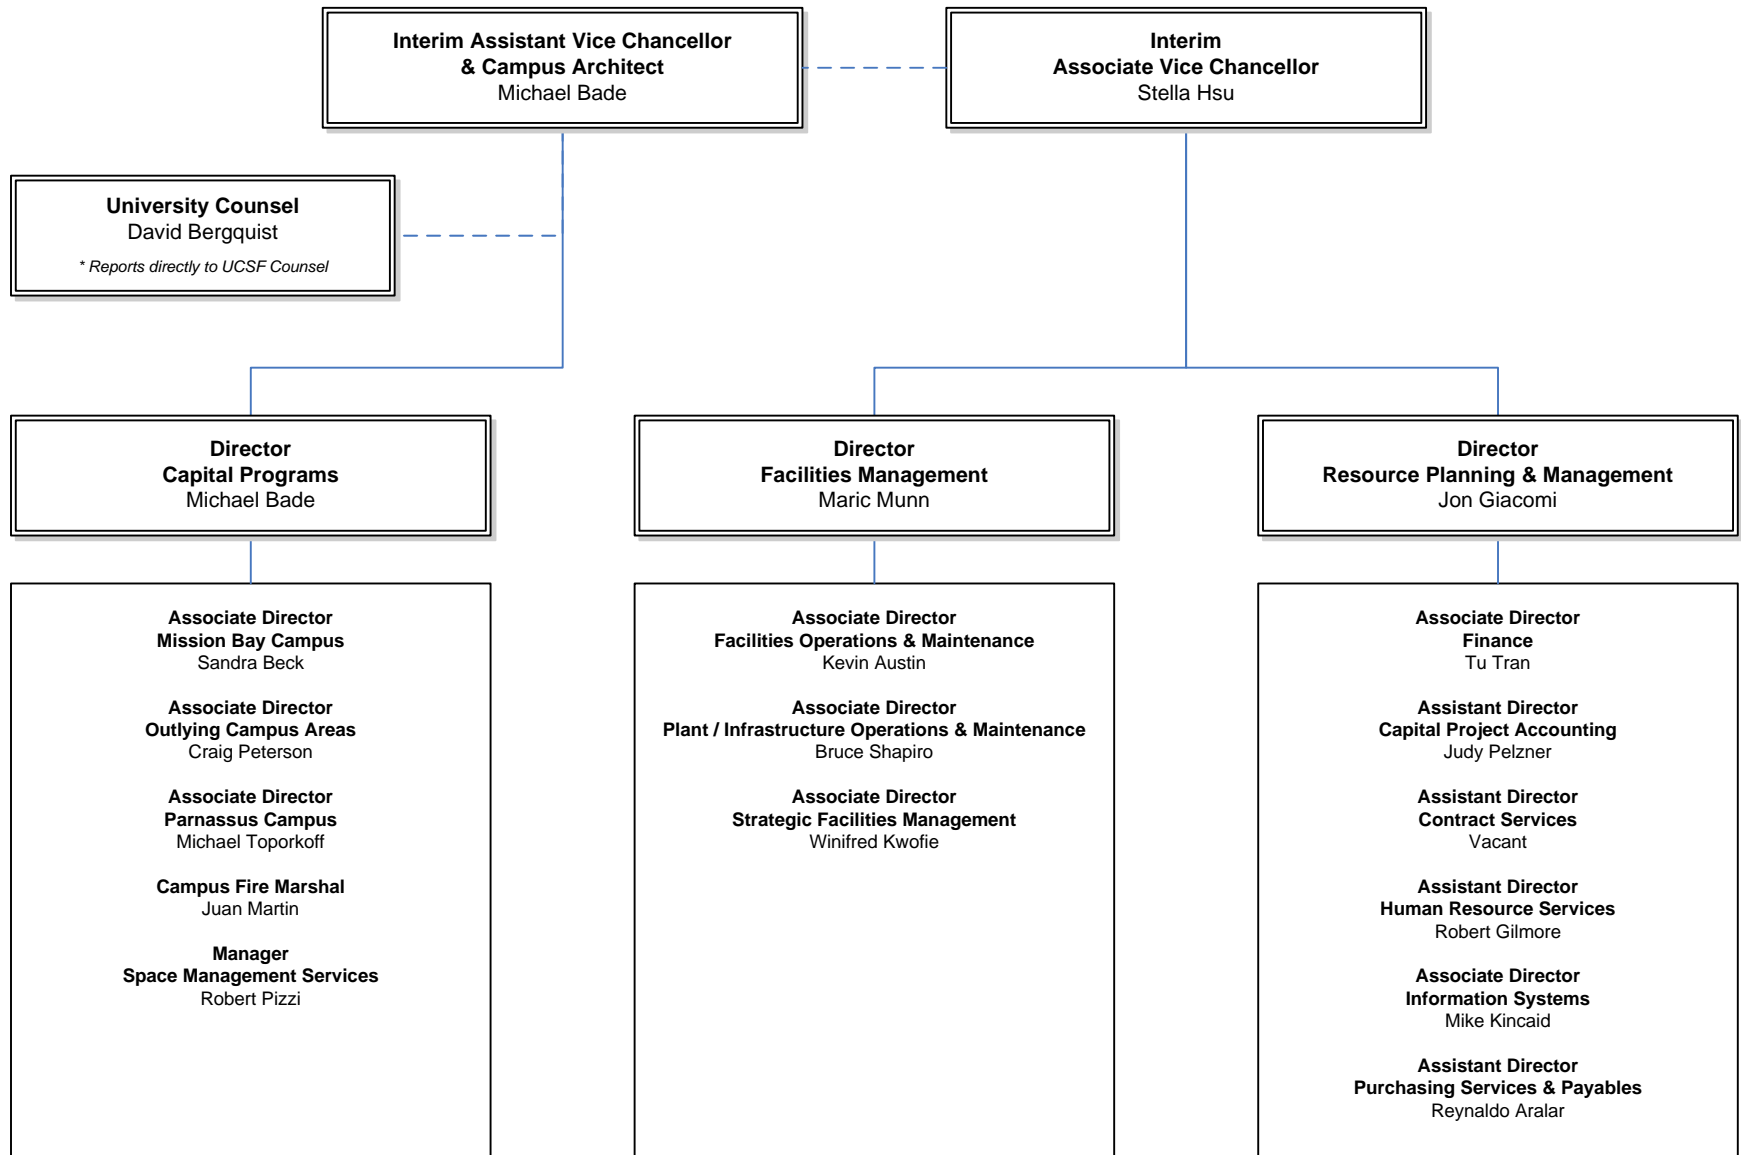 Interim Assistant Vice Chancellor
& Campus Architect
Michael Bade
Interim
Associate Vice Chancellor
Stella Hsu
University Counsel
David Bergquist
* Reports directly to UCSF Counsel
Director
Capital Programs
Michael Bade
Director
Facilities Management
Maric Munn
Director
Resource Planning & Management
Jon Giacomi
Associate Director
Mission Bay Campus
Sandra Beck
Associate Director
Outlying Campus Areas
Craig Peterson
Associate Director
Parnassus Campus
Michael Toporkoff
Campus Fire Marshal
Juan Martin
Manager
Space Management Services
Robert Pizzi
Associate Director
Facilities Operations & Maintenance
Kevin Austin
Associate Director
Plant / Infrastructure Operations & Maintenance
Bruce Shapiro
Associate Director
Strategic Facilities Management
Winifred Kwofie
Associate Director
Finance
Tu Tran
Assistant Director
Capital Project Accounting
Judy Pelzner
Assistant Director
Contract Services
Vacant
Assistant Director
Human Resource Services
Robert Gilmore
Associate Director
Information Systems
Mike Kincaid
Assistant Director
Purchasing Services & Payables
Reynaldo Aralar